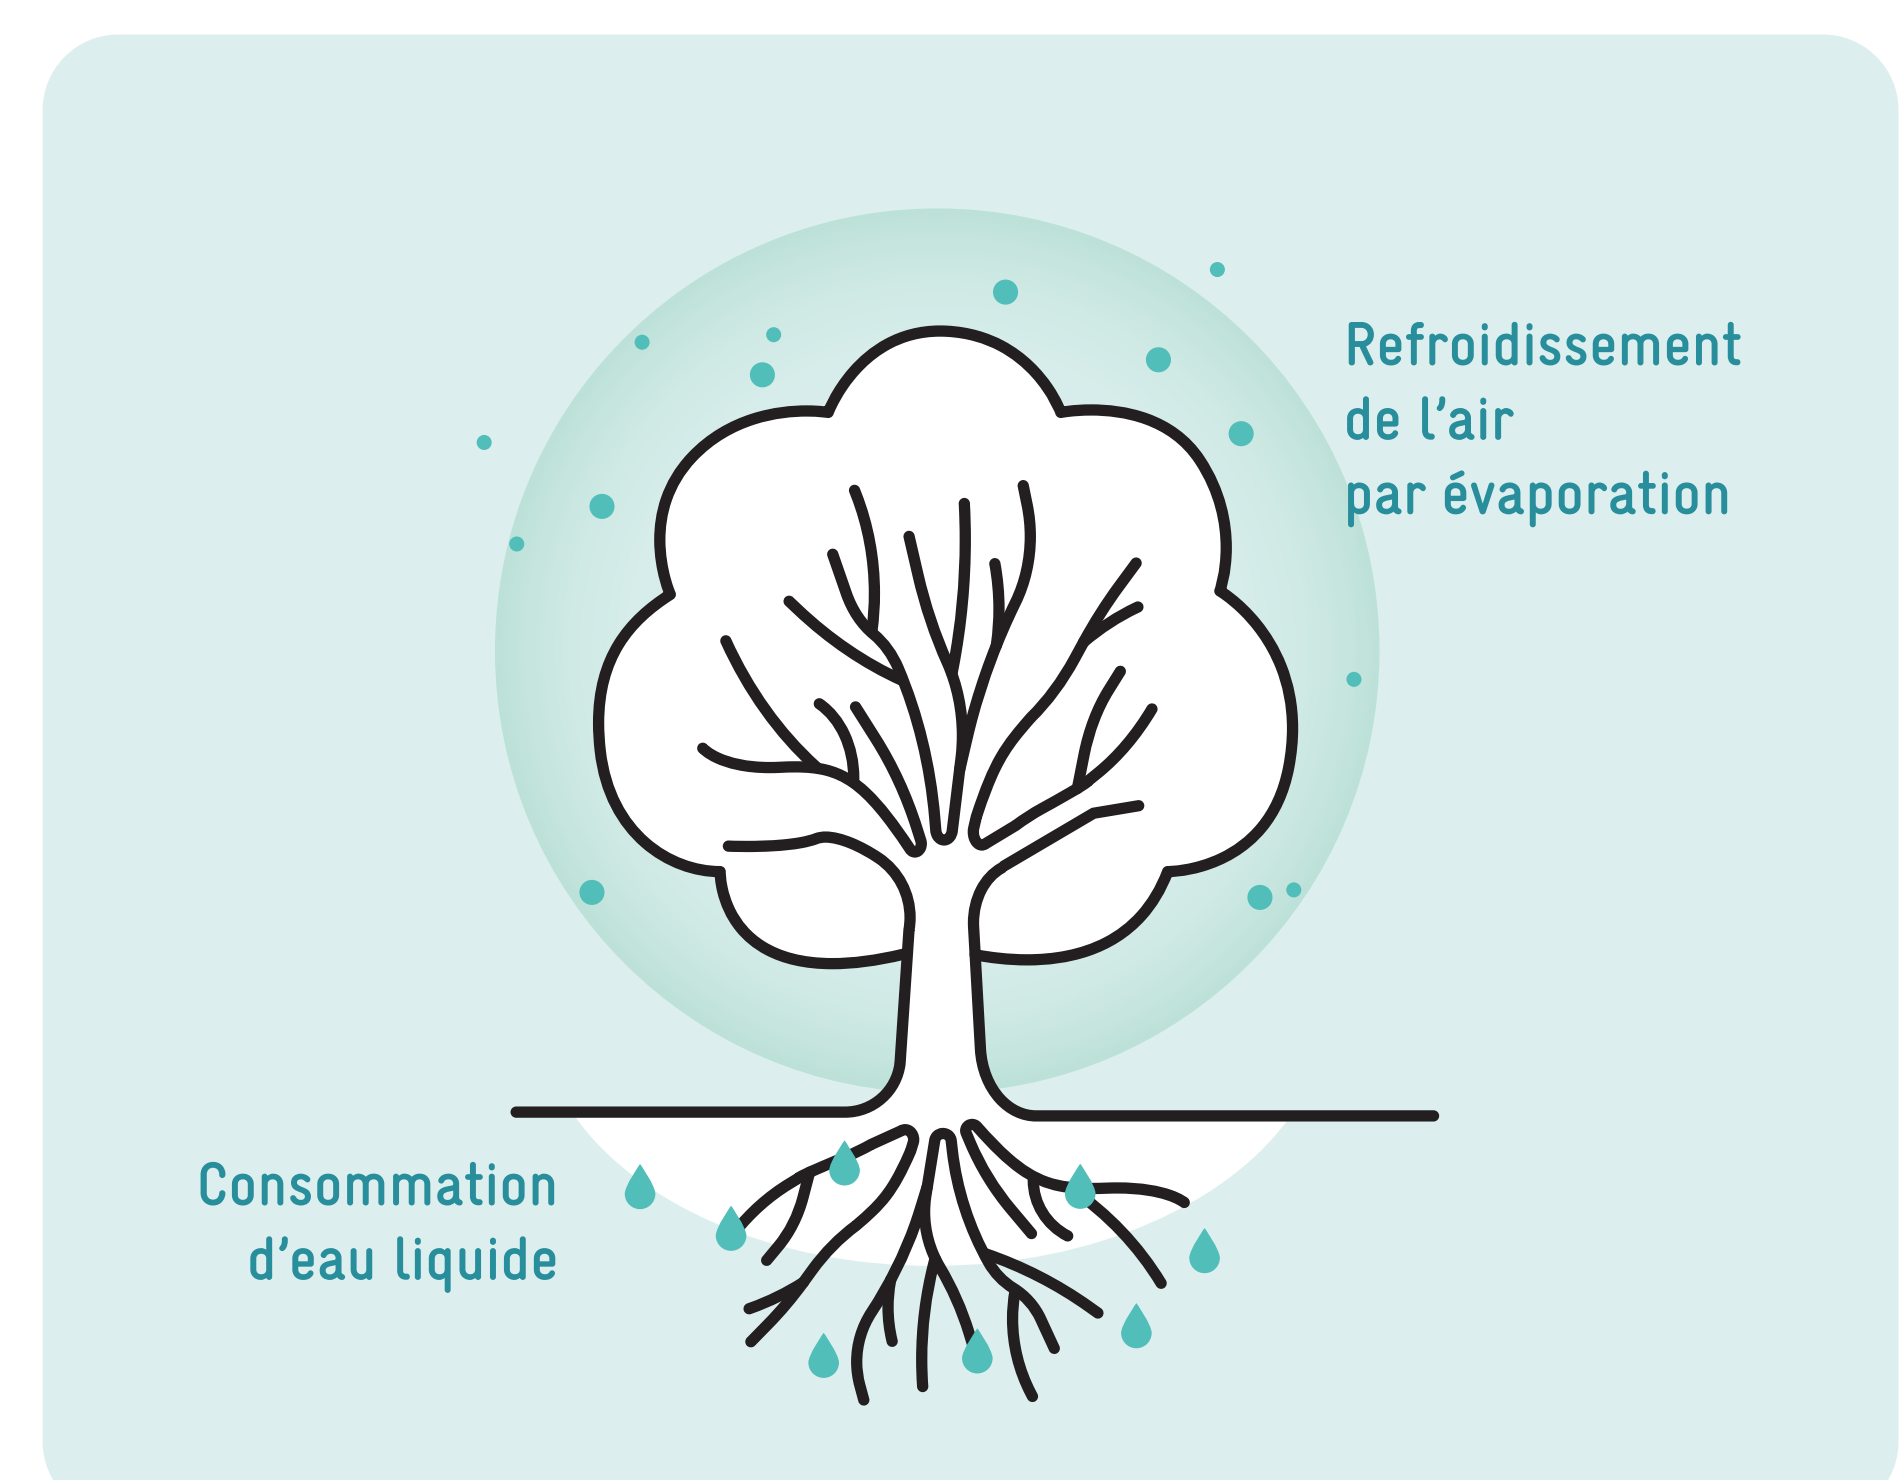 Refroidissement
de l’air
par évaporation
Consommation
d’eau liquide